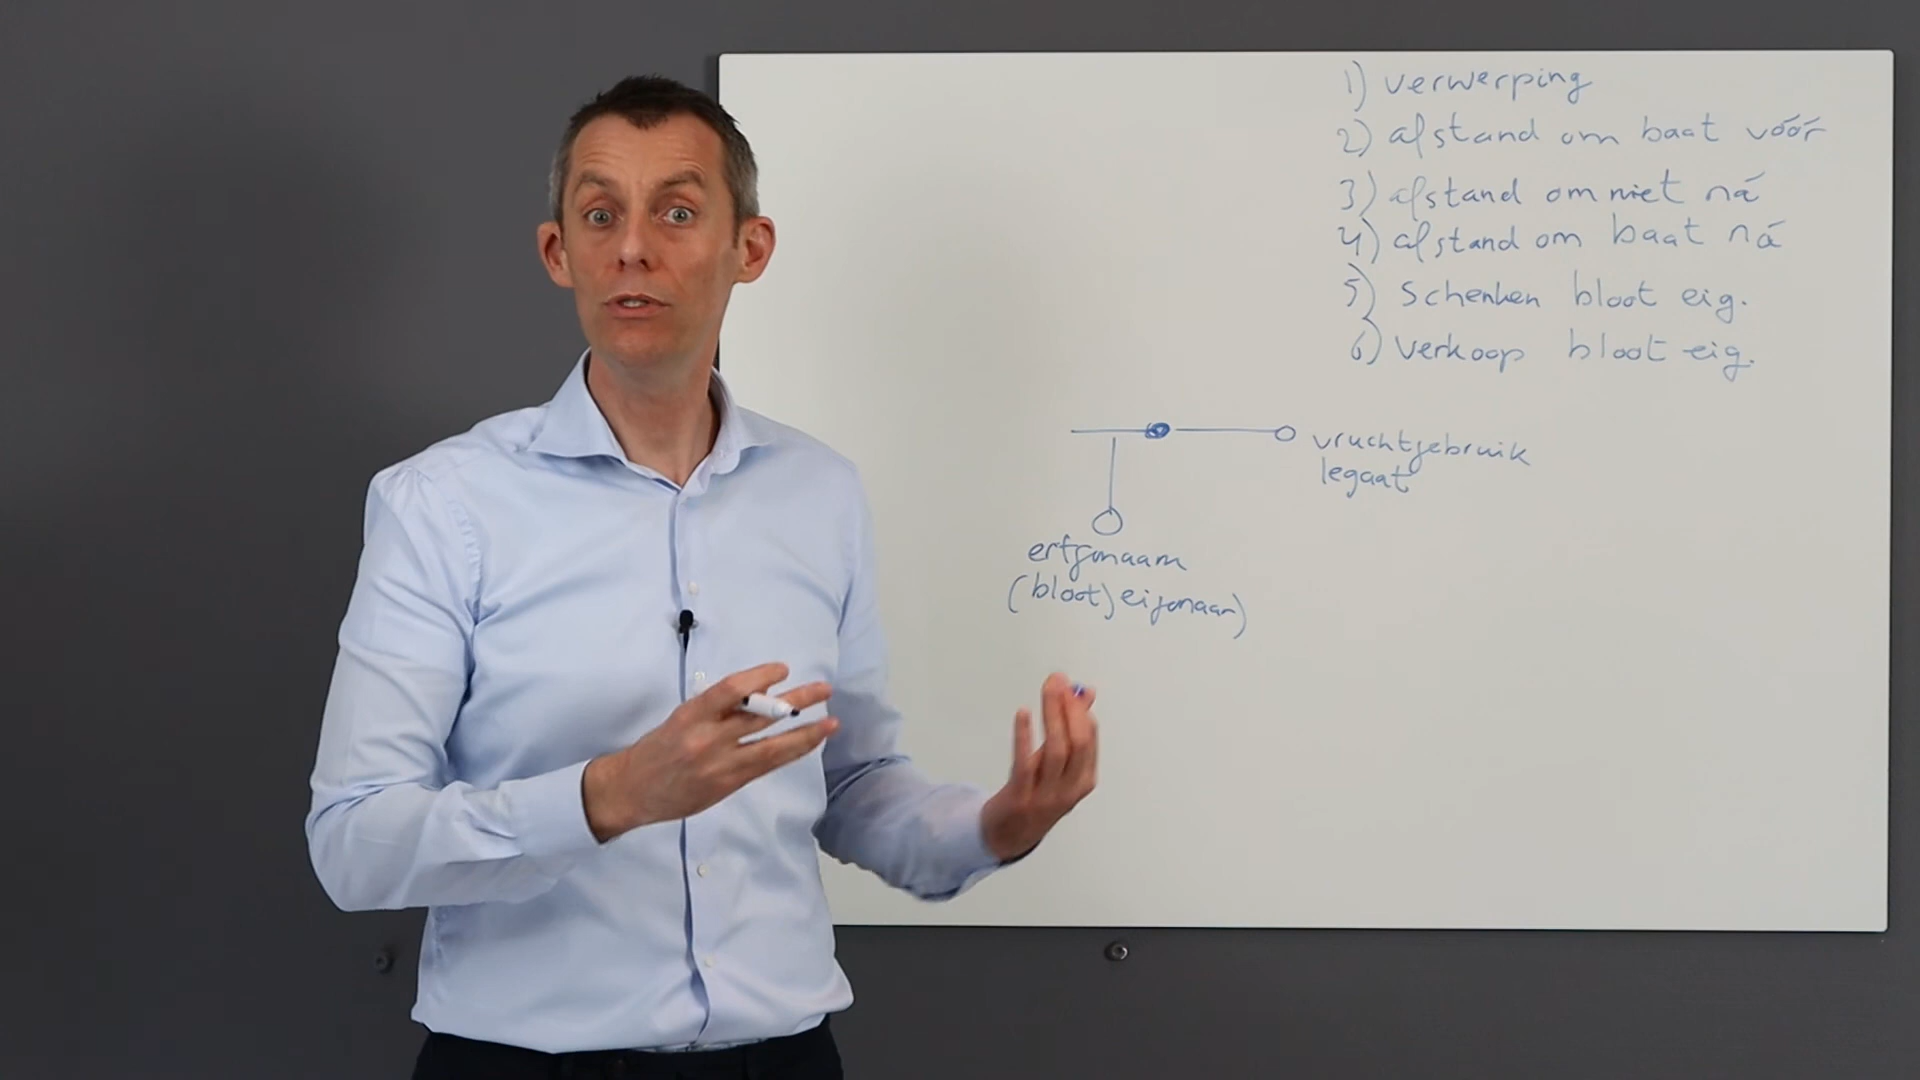 1) verwerping
2) afstand om baat vóór
3) afstand om niet ná
4) afstand om baat ná
5) Schenken bloot eig.
6) Verkoop bloot eig.
vruchtgebruik
legaat
erfgenaam
(bloot) eigenaar)